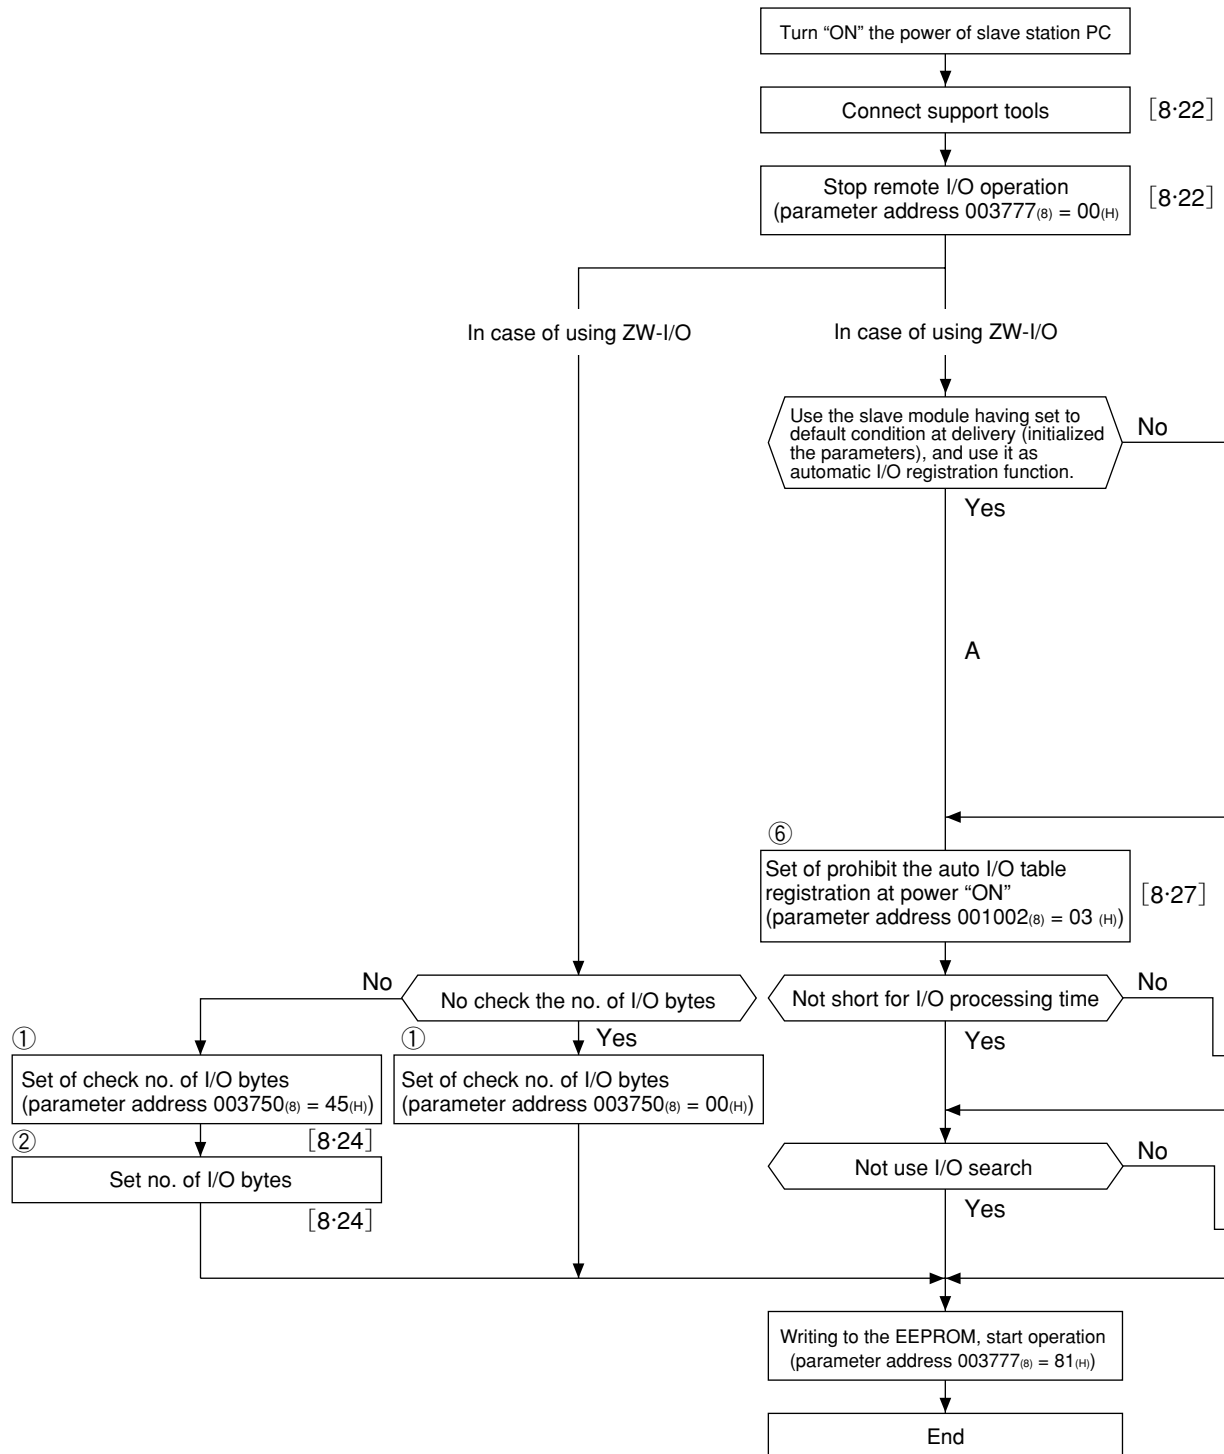 Turn “ON” the power of slave station PC
Connect support tools
[8·22]
Stop remote I/O operation
(parameter address 003777(8) = 00(H)
[8·22]
In case of using ZW-I/O
In case of using ZW-I/O
Use the slave module having set to
default condition at delivery (initialized
the parameters), and use it as
automatic I/O registration function.
No
Yes
A
⑥
Set of prohibit the auto I/O table
registration at power “ON”
(parameter address 001002(8) = 03 (H))
[8·27]
No
No check the no. of I/O bytes
Yes
Not short for I/O processing time
No
Yes
①
Set of check no. of I/O bytes
(parameter address 003750(8) = 45(H))
[8·24]
①
Set of check no. of I/O bytes
(parameter address 003750(8) = 00(H))
②
Set no. of I/O bytes
[8·24]
Not use I/O search
No
Yes
Writing to the EEPROM, start operation
(parameter address 003777(8) = 81(H))
End